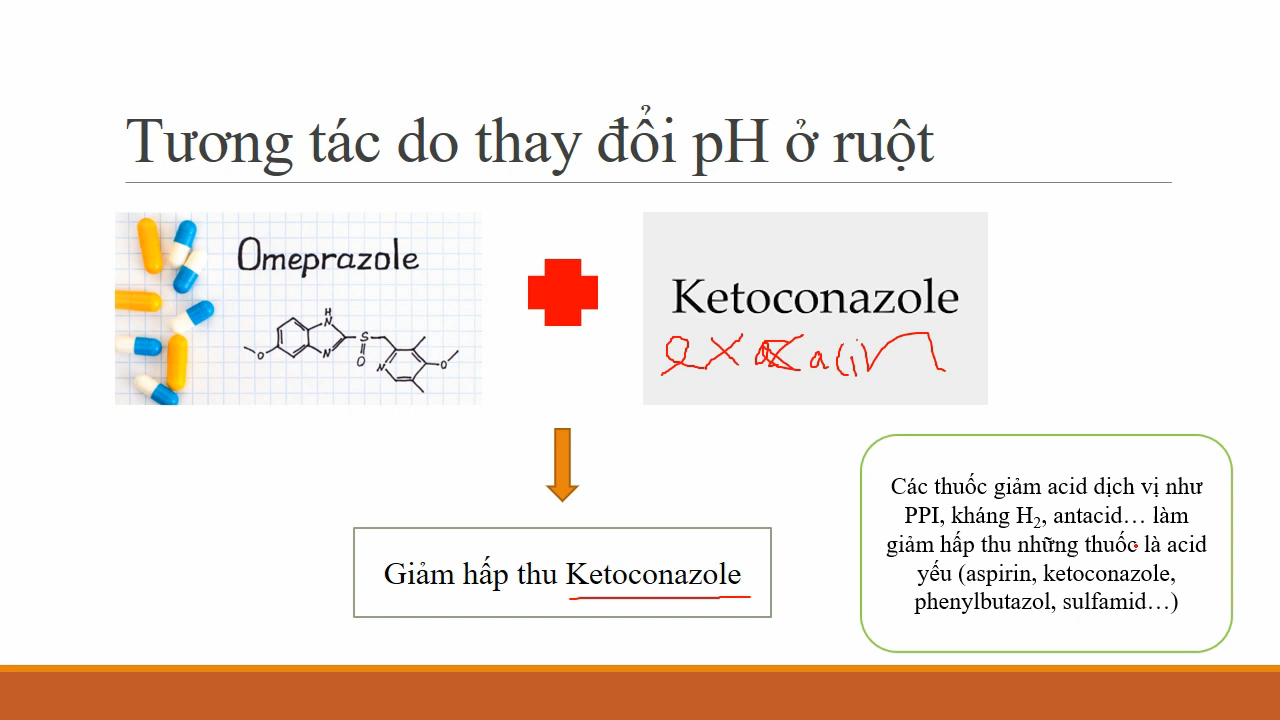 Tương tác do thay đổi pH ở ruột
Omeprazole
H
N
N
S
O
O
N
O
Ketoconazole
Giảm hấp thu Ketoconazole
Các thuốc giảm acid dịch vị như
PPI, kháng H₂, antacid… làm
giảm hấp thu những thuốc là acid
yếu (aspirin, ketoconazole,
phenylbutazol, sulfamid…)